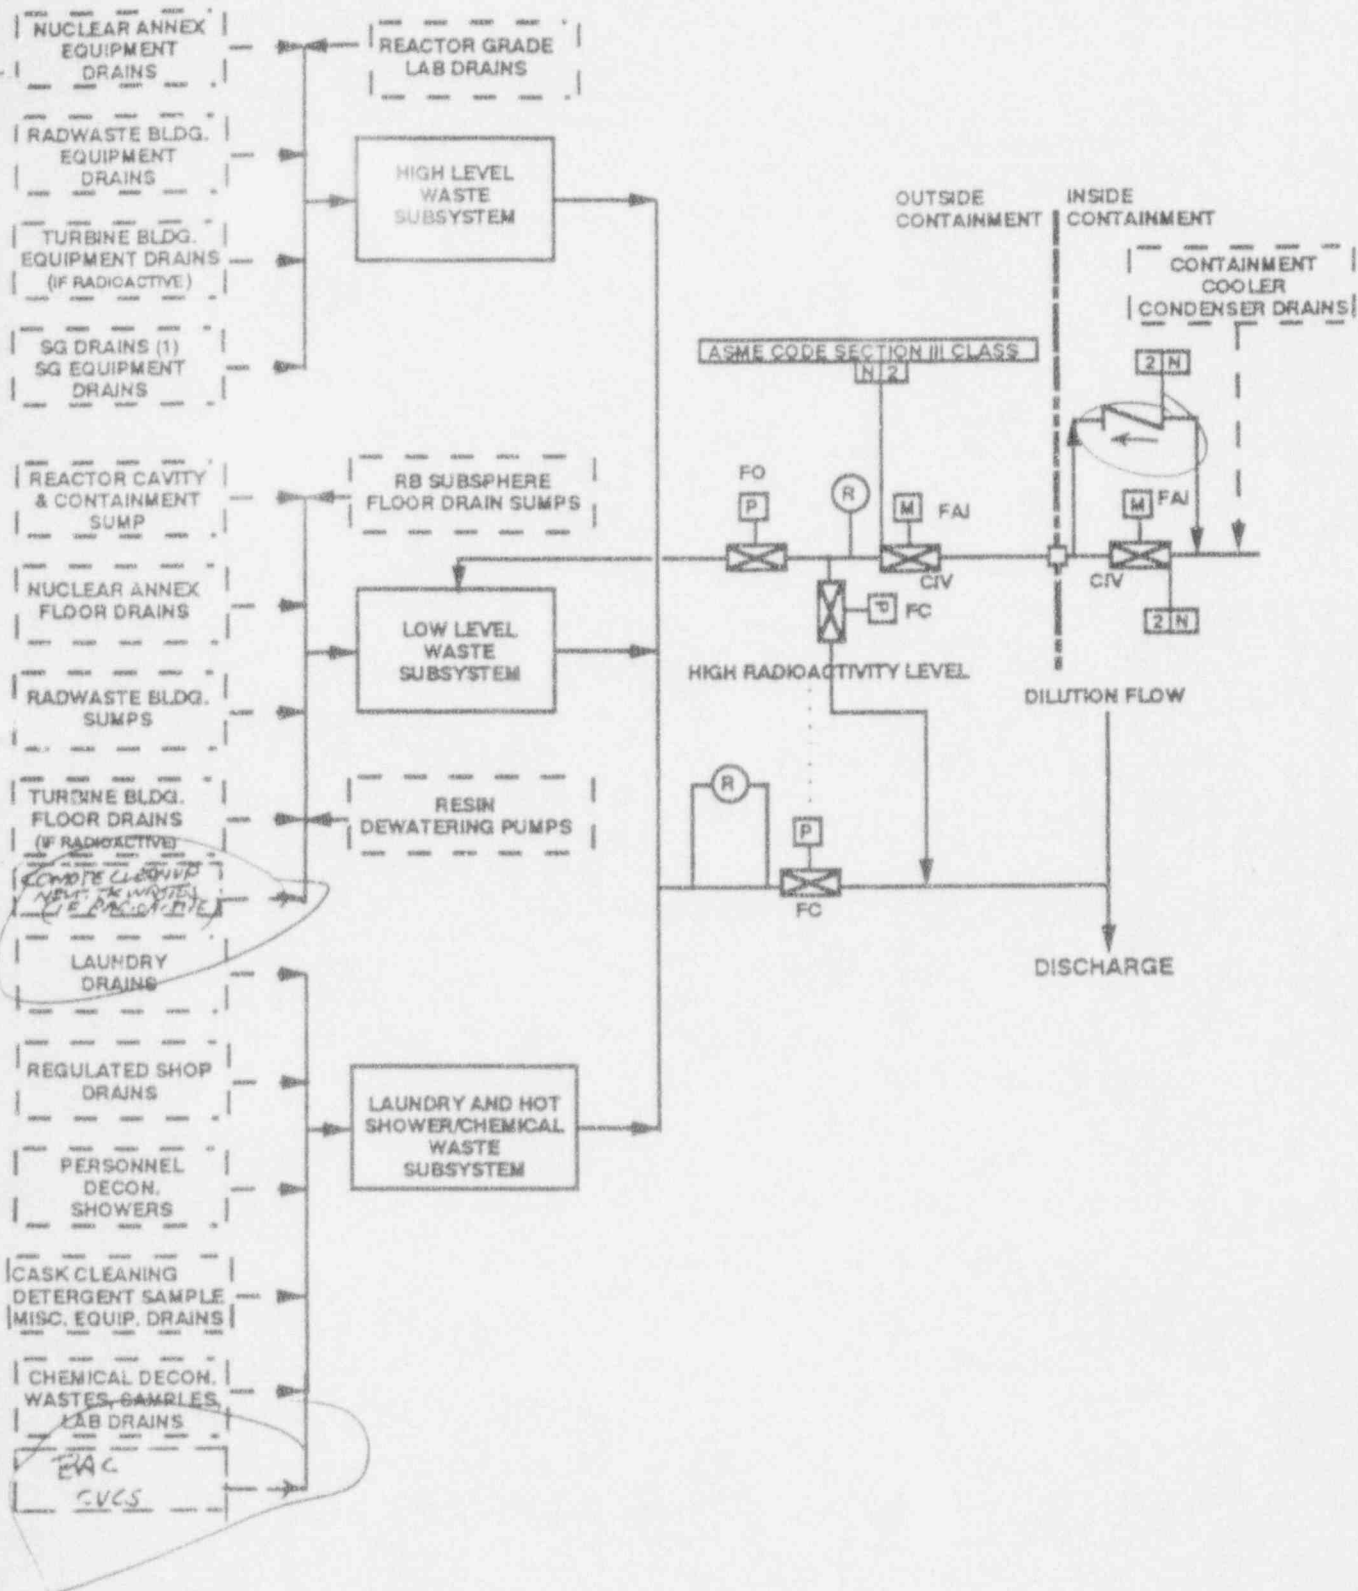 NUCLEAR ANNEX
EQUIPMENT
DRAINS
REACTOR GRADE
LAB DRAINS
RADWASTE BLDG.
EQUIPMENT
DRAINS
HIGH LEVEL
WASTE
SUBSYSTEM
TURBINE BLDG.
EQUIPMENT DRAINS
(IF RADIOACTIVE)
SG DRAINS (1)
SG EQUIPMENT
DRAINS
OUTSIDE
CONTAINMENT
INSIDE
CONTAINMENT
CONTAINMENT
COOLER
CONDENSER DRAINS
ASME CODE SECTION III CLASS
N 2
2 N
REACTOR CAVITY
& CONTAINMENT
SUMP
RB SUBSPHERE
FLOOR DRAIN SUMPS
FO
P
R
M
FAI
M
FAI
CIV
CIV
2 N
P
FC
NUCLEAR ANNEX
FLOOR DRAINS
LOW LEVEL
WASTE
SUBSYSTEM
HIGH RADIOACTIVITY LEVEL
DILUTION FLOW
RADWASTE BLDG.
SUMPS
TURBINE BLDG.
FLOOR DRAINS
(IF RADIOACTIVE)
RESIN
DEWATERING PUMPS
R
P
FC
CLEANUP
LAUNDRY
DRAINS
DISCHARGE
REGULATED SHOP
DRAINS
LAUNDRY AND HOT
SHOWER/CHEMICAL
WASTE
SUBSYSTEM
PERSONNEL
DECON.
SHOWERS
CASK CLEANING
DETERGENT SAMPLE
MISC. EQUIP. DRAINS
CHEMICAL DECON.
WASTES, SAMPLES,
LAB DRAINS
BAC
CVCS